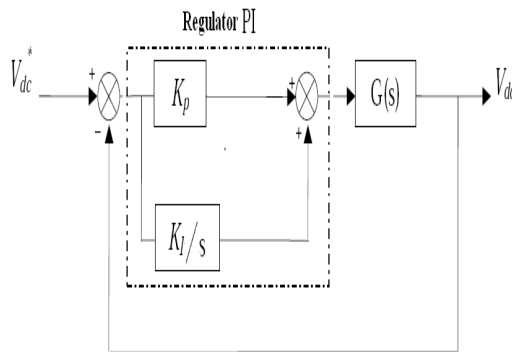 Regulator PI
V_dc^*
+
−
K_p
+
+
G(s)
V_dc
K_I/s